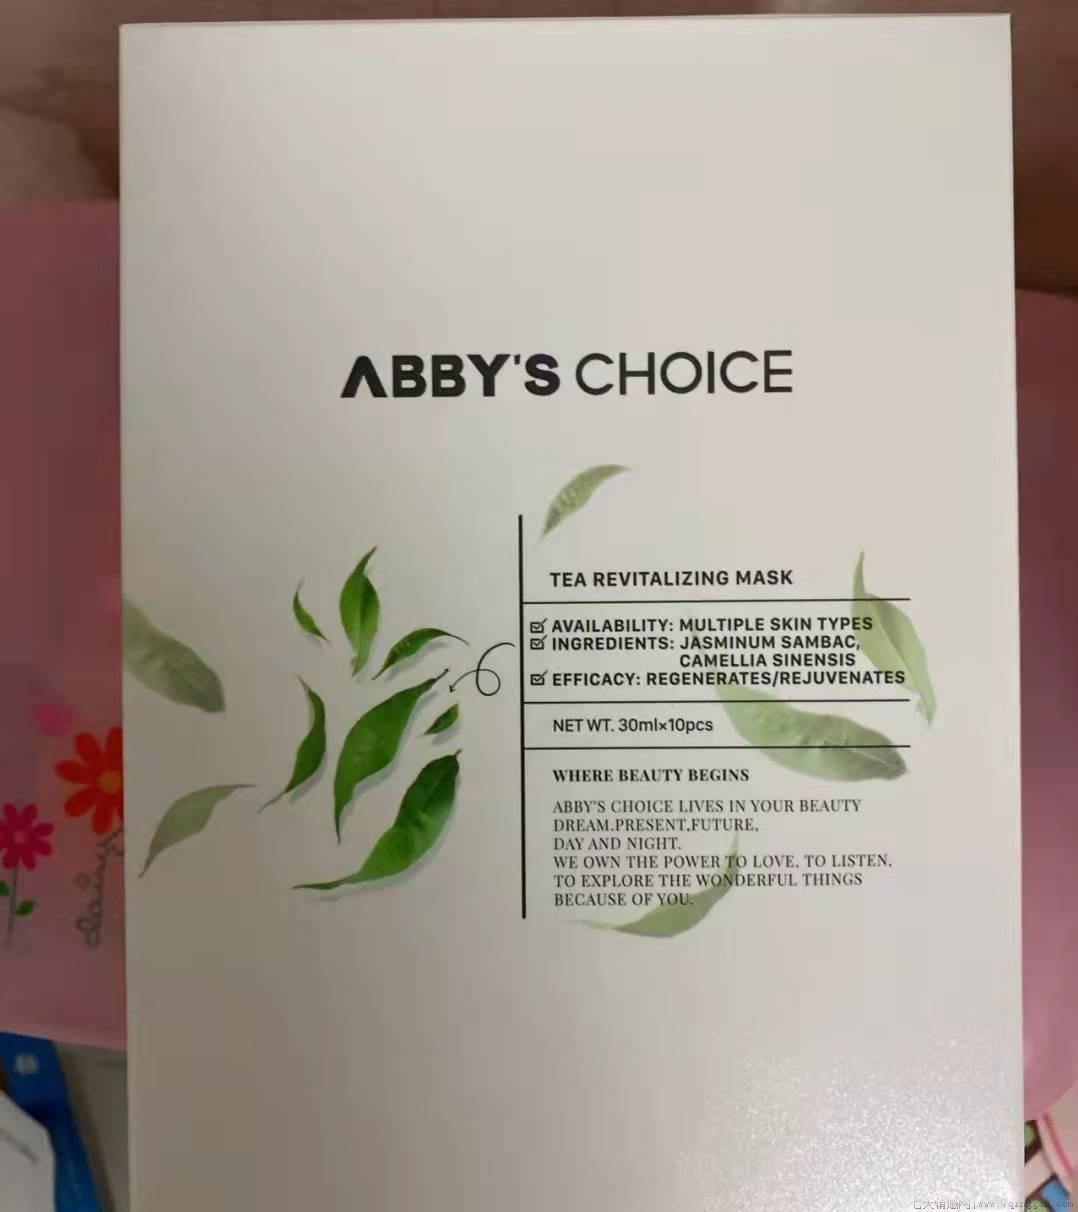 ABBY'S CHOICE
TEA REVITALIZING MASK
AVAILABILITY: MULTIPLE SKIN TYPES
INGREDIENTS: JASMINUM SAMBAC,
CAMELLIA SINENSIS
EFFICACY: REGENERATES/REJUVENATES
NET WT. 30ml×10pcs
WHERE BEAUTY BEGINS
ABBY'S CHOICE LIVES IN YOUR BEAUTY
DREAM.PRESENT,FUTURE,
DAY AND NIGHT.
WE OWN THE POWER TO LOVE, TO LISTEN,
TO EXPLORE THE WONDERFUL THINGS
BECAUSE OF YOU.